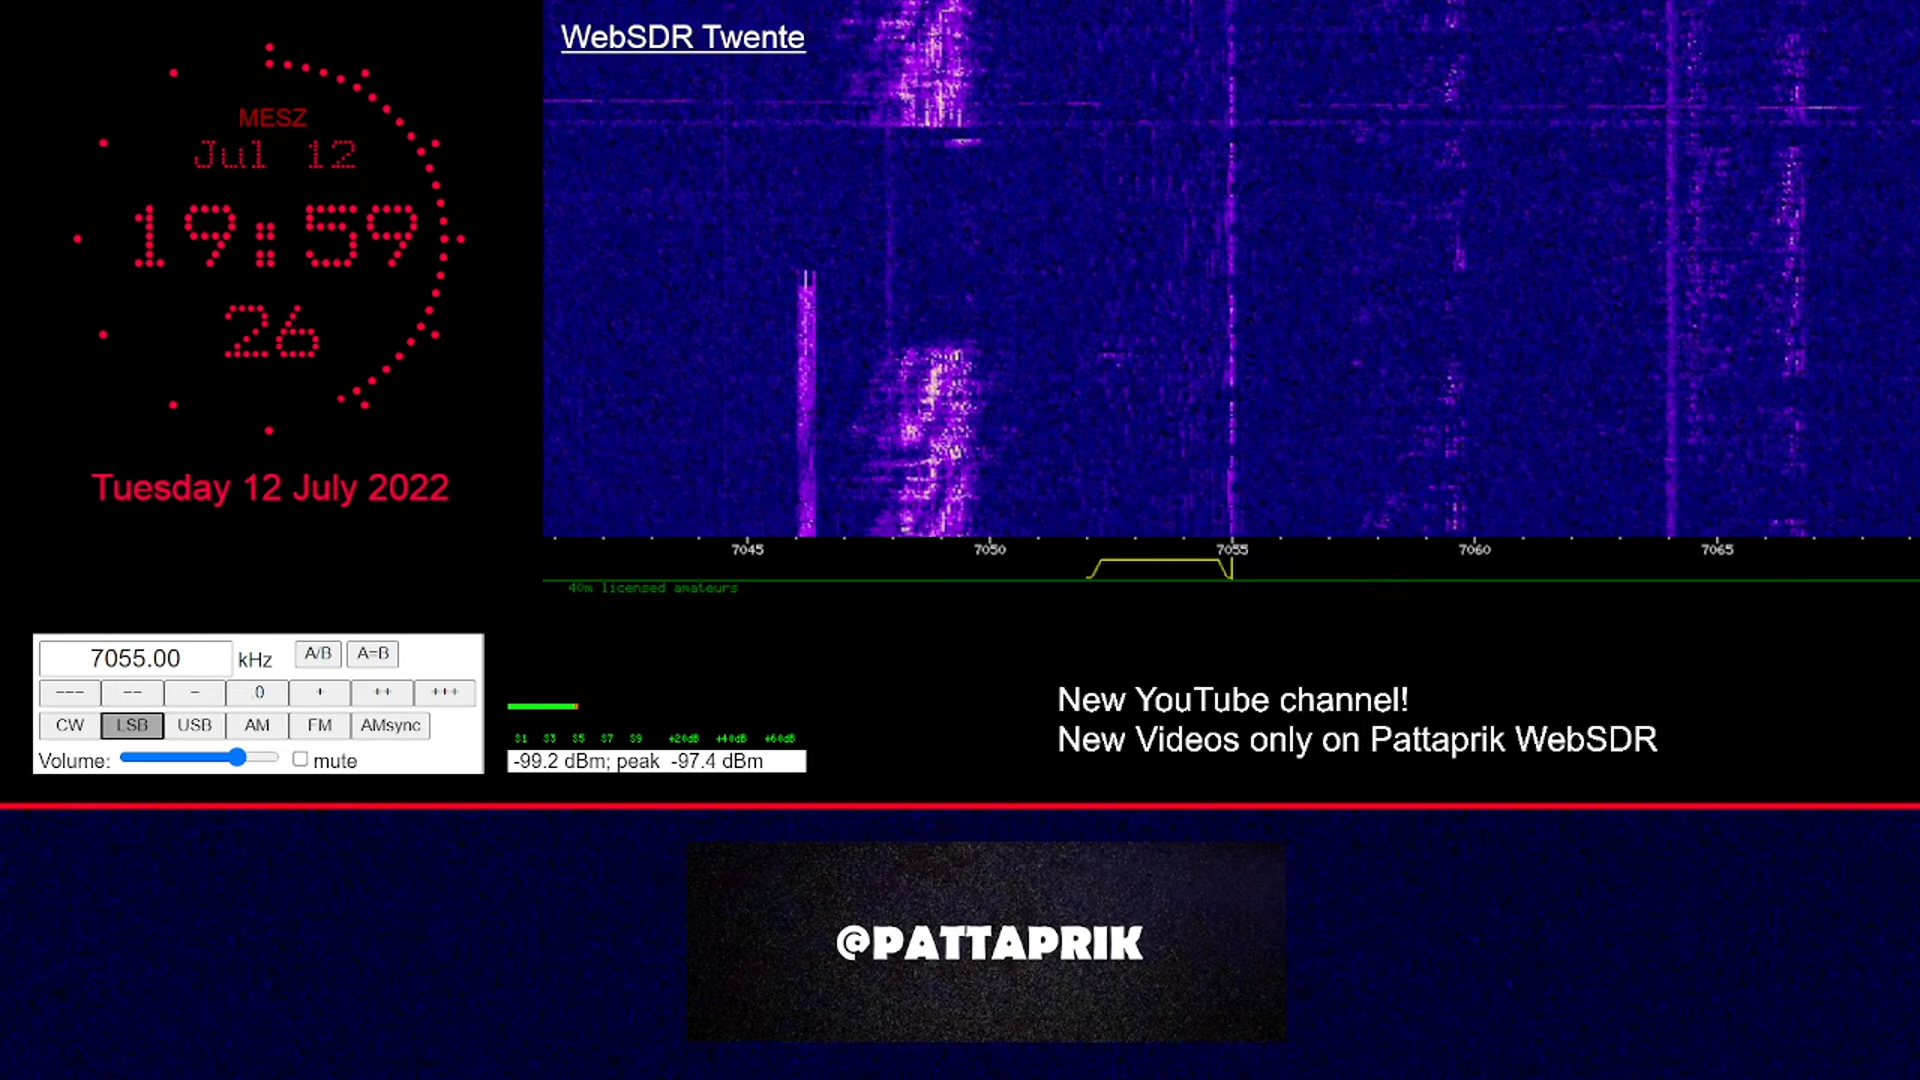 WebSDR Twente
MESZ
Jul 12
19:59
26
Tuesday 12 July 2022
7045 7050 7055 7060 7065
40m licensed amateurs
7055.00 kHz A/B A=B
--- -- - 0 + ++ +++
CW LSB USB AM FM AMsync
Volume: mute
S1 S3 S5 S7 S9 +20dB +40dB +60dB
-99.2 dBm; peak -97.4 dBm
New YouTube channel!
New Videos only on Pattaprik WebSDR
@PATTAPRIK